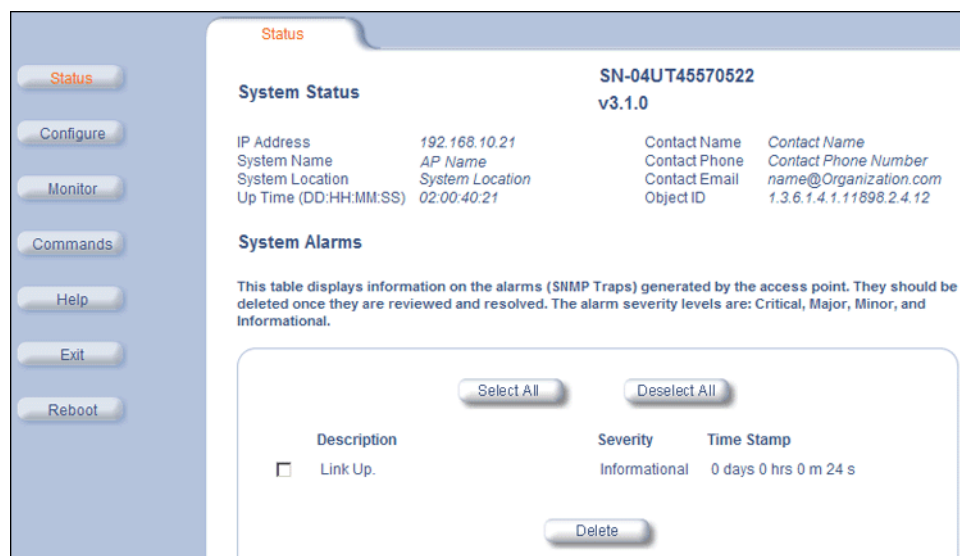 Status
Status
Configure
Monitor
Commands
Help
Exit
Reboot
System Status
SN-04UT45570522
v3.1.0
IP Address 192.168.10.21 Contact Name Contact Name
System Name AP Name Contact Phone Contact Phone Number
System Location System Location Contact Email name@Organization.com
Up Time (DD:HH:MM:SS) 02:00:40:21 Object ID 1.3.6.1.4.1.11898.2.4.12
System Alarms
This table displays information on the alarms (SNMP Traps) generated by the access point. They should be
deleted once they are reviewed and resolved. The alarm severity levels are: Critical, Major, Minor, and
Informational.
Select All Deselect All
Description Severity Time Stamp
Link Up. Informational 0 days 0 hrs 0 m 24 s
Delete